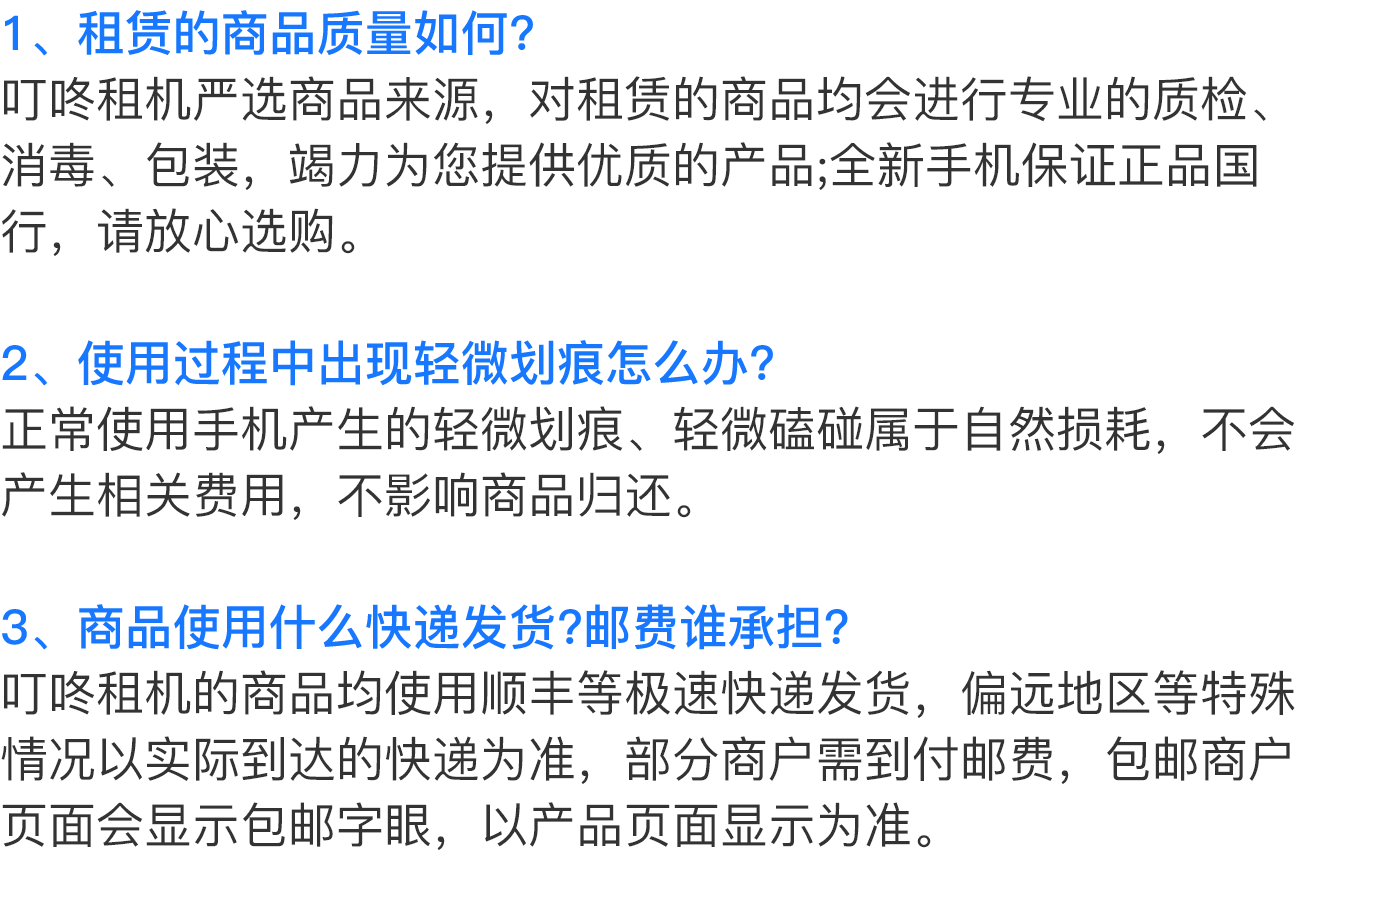 1、租赁的商品质量如何?
叮咚租机严选商品来源，对租赁的商品均会进行专业的质检、
消毒、包装，竭力为您提供优质的产品;全新手机保证正品国
行，请放心选购。
2、使用过程中出现轻微划痕怎么办?
正常使用手机产生的轻微划痕、轻微磕碰属于自然损耗，不会
产生相关费用，不影响商品归还。
3、商品使用什么快递发货?邮费谁承担?
叮咚租机的商品均使用顺丰等极速快递发货，偏远地区等特殊
情况以实际到达的快递为准，部分商户需到付邮费，包邮商户
页面会显示包邮字眼，以产品页面显示为准。